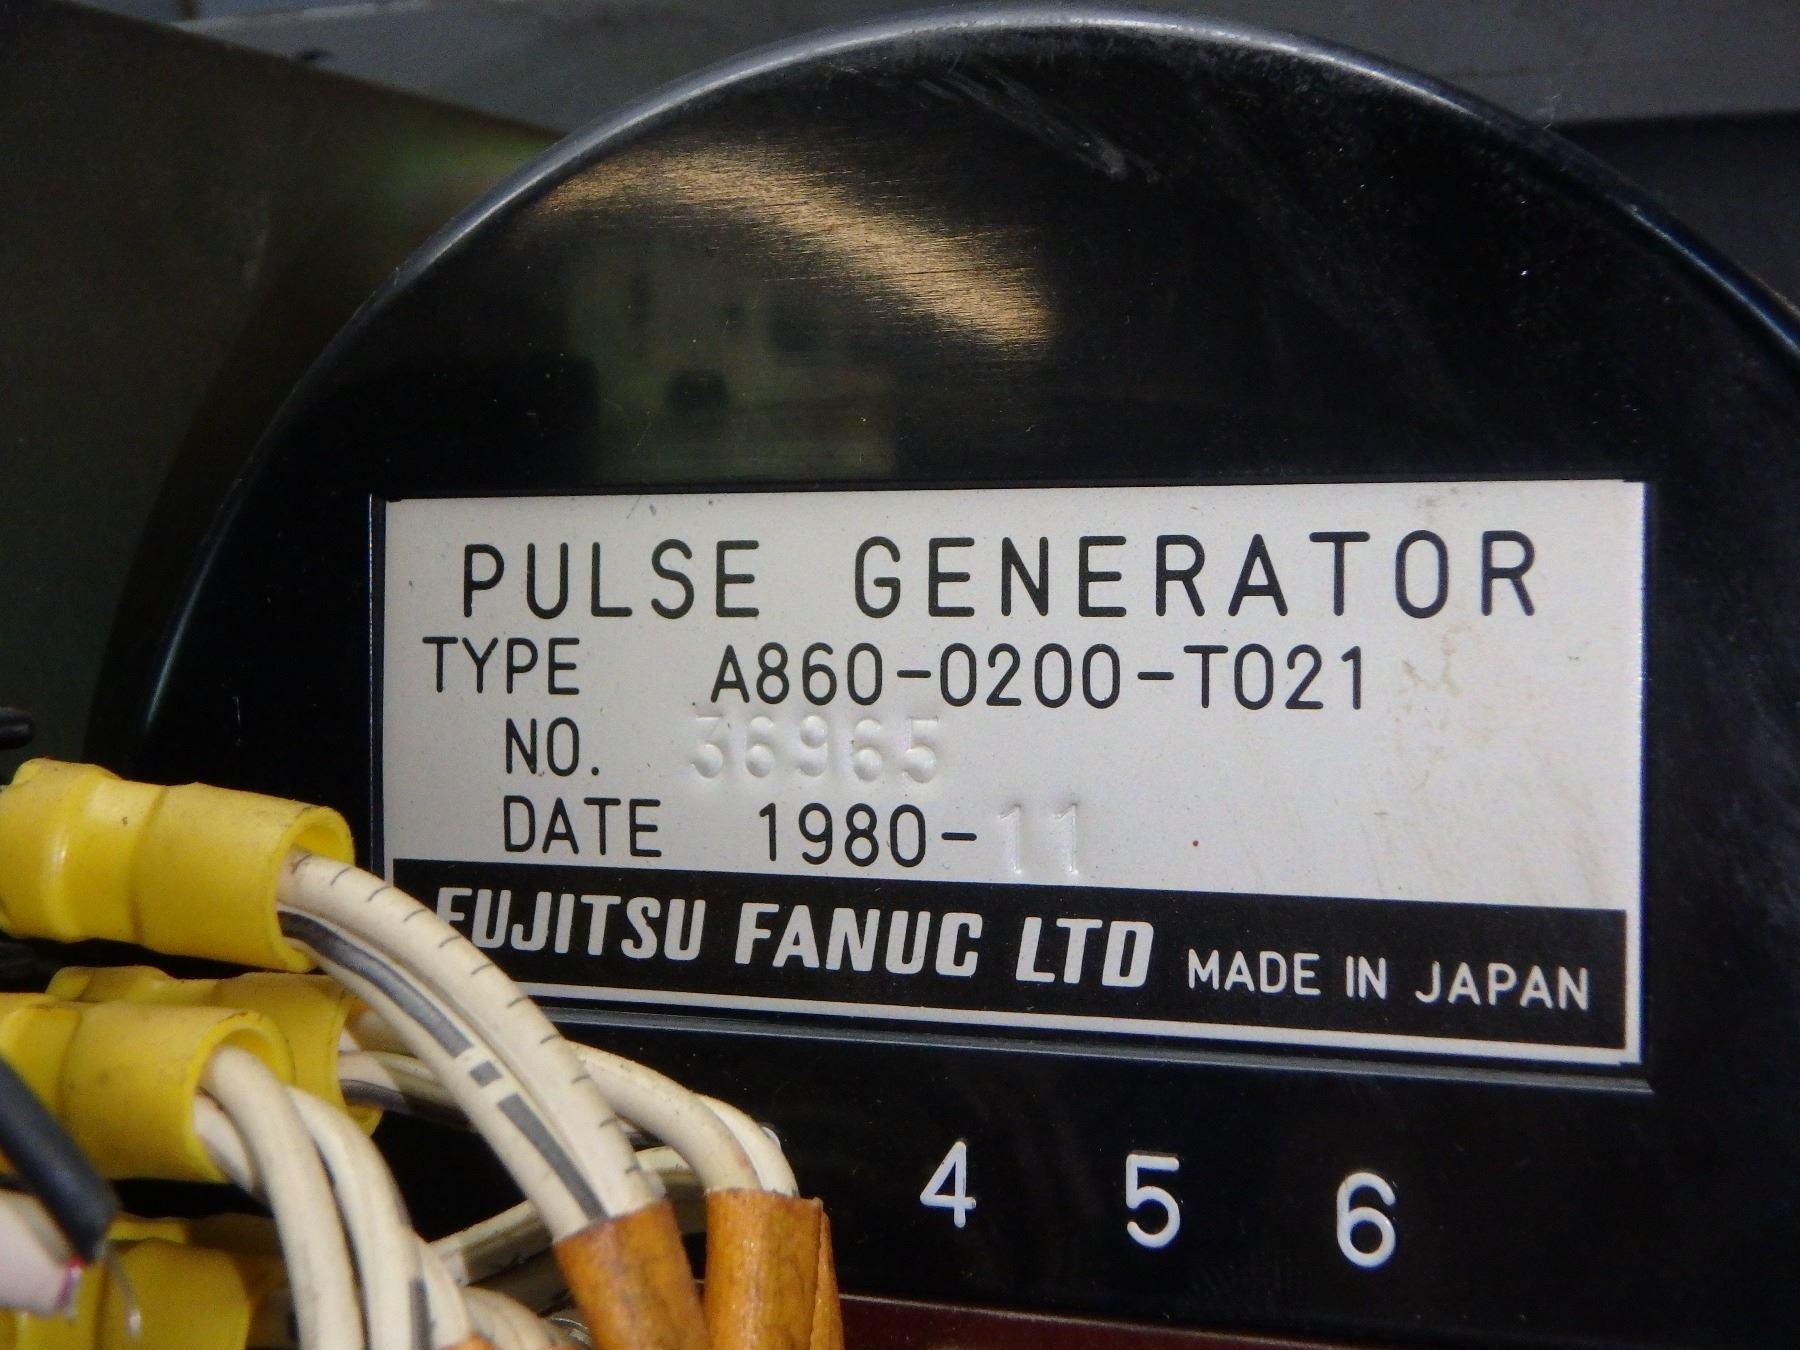 PULSE GENERATOR
TYPE A860-0200-T021
NO. 36965
DATE 1980-11
FUJITSU FANUC LTD MADE IN JAPAN
4 5 6